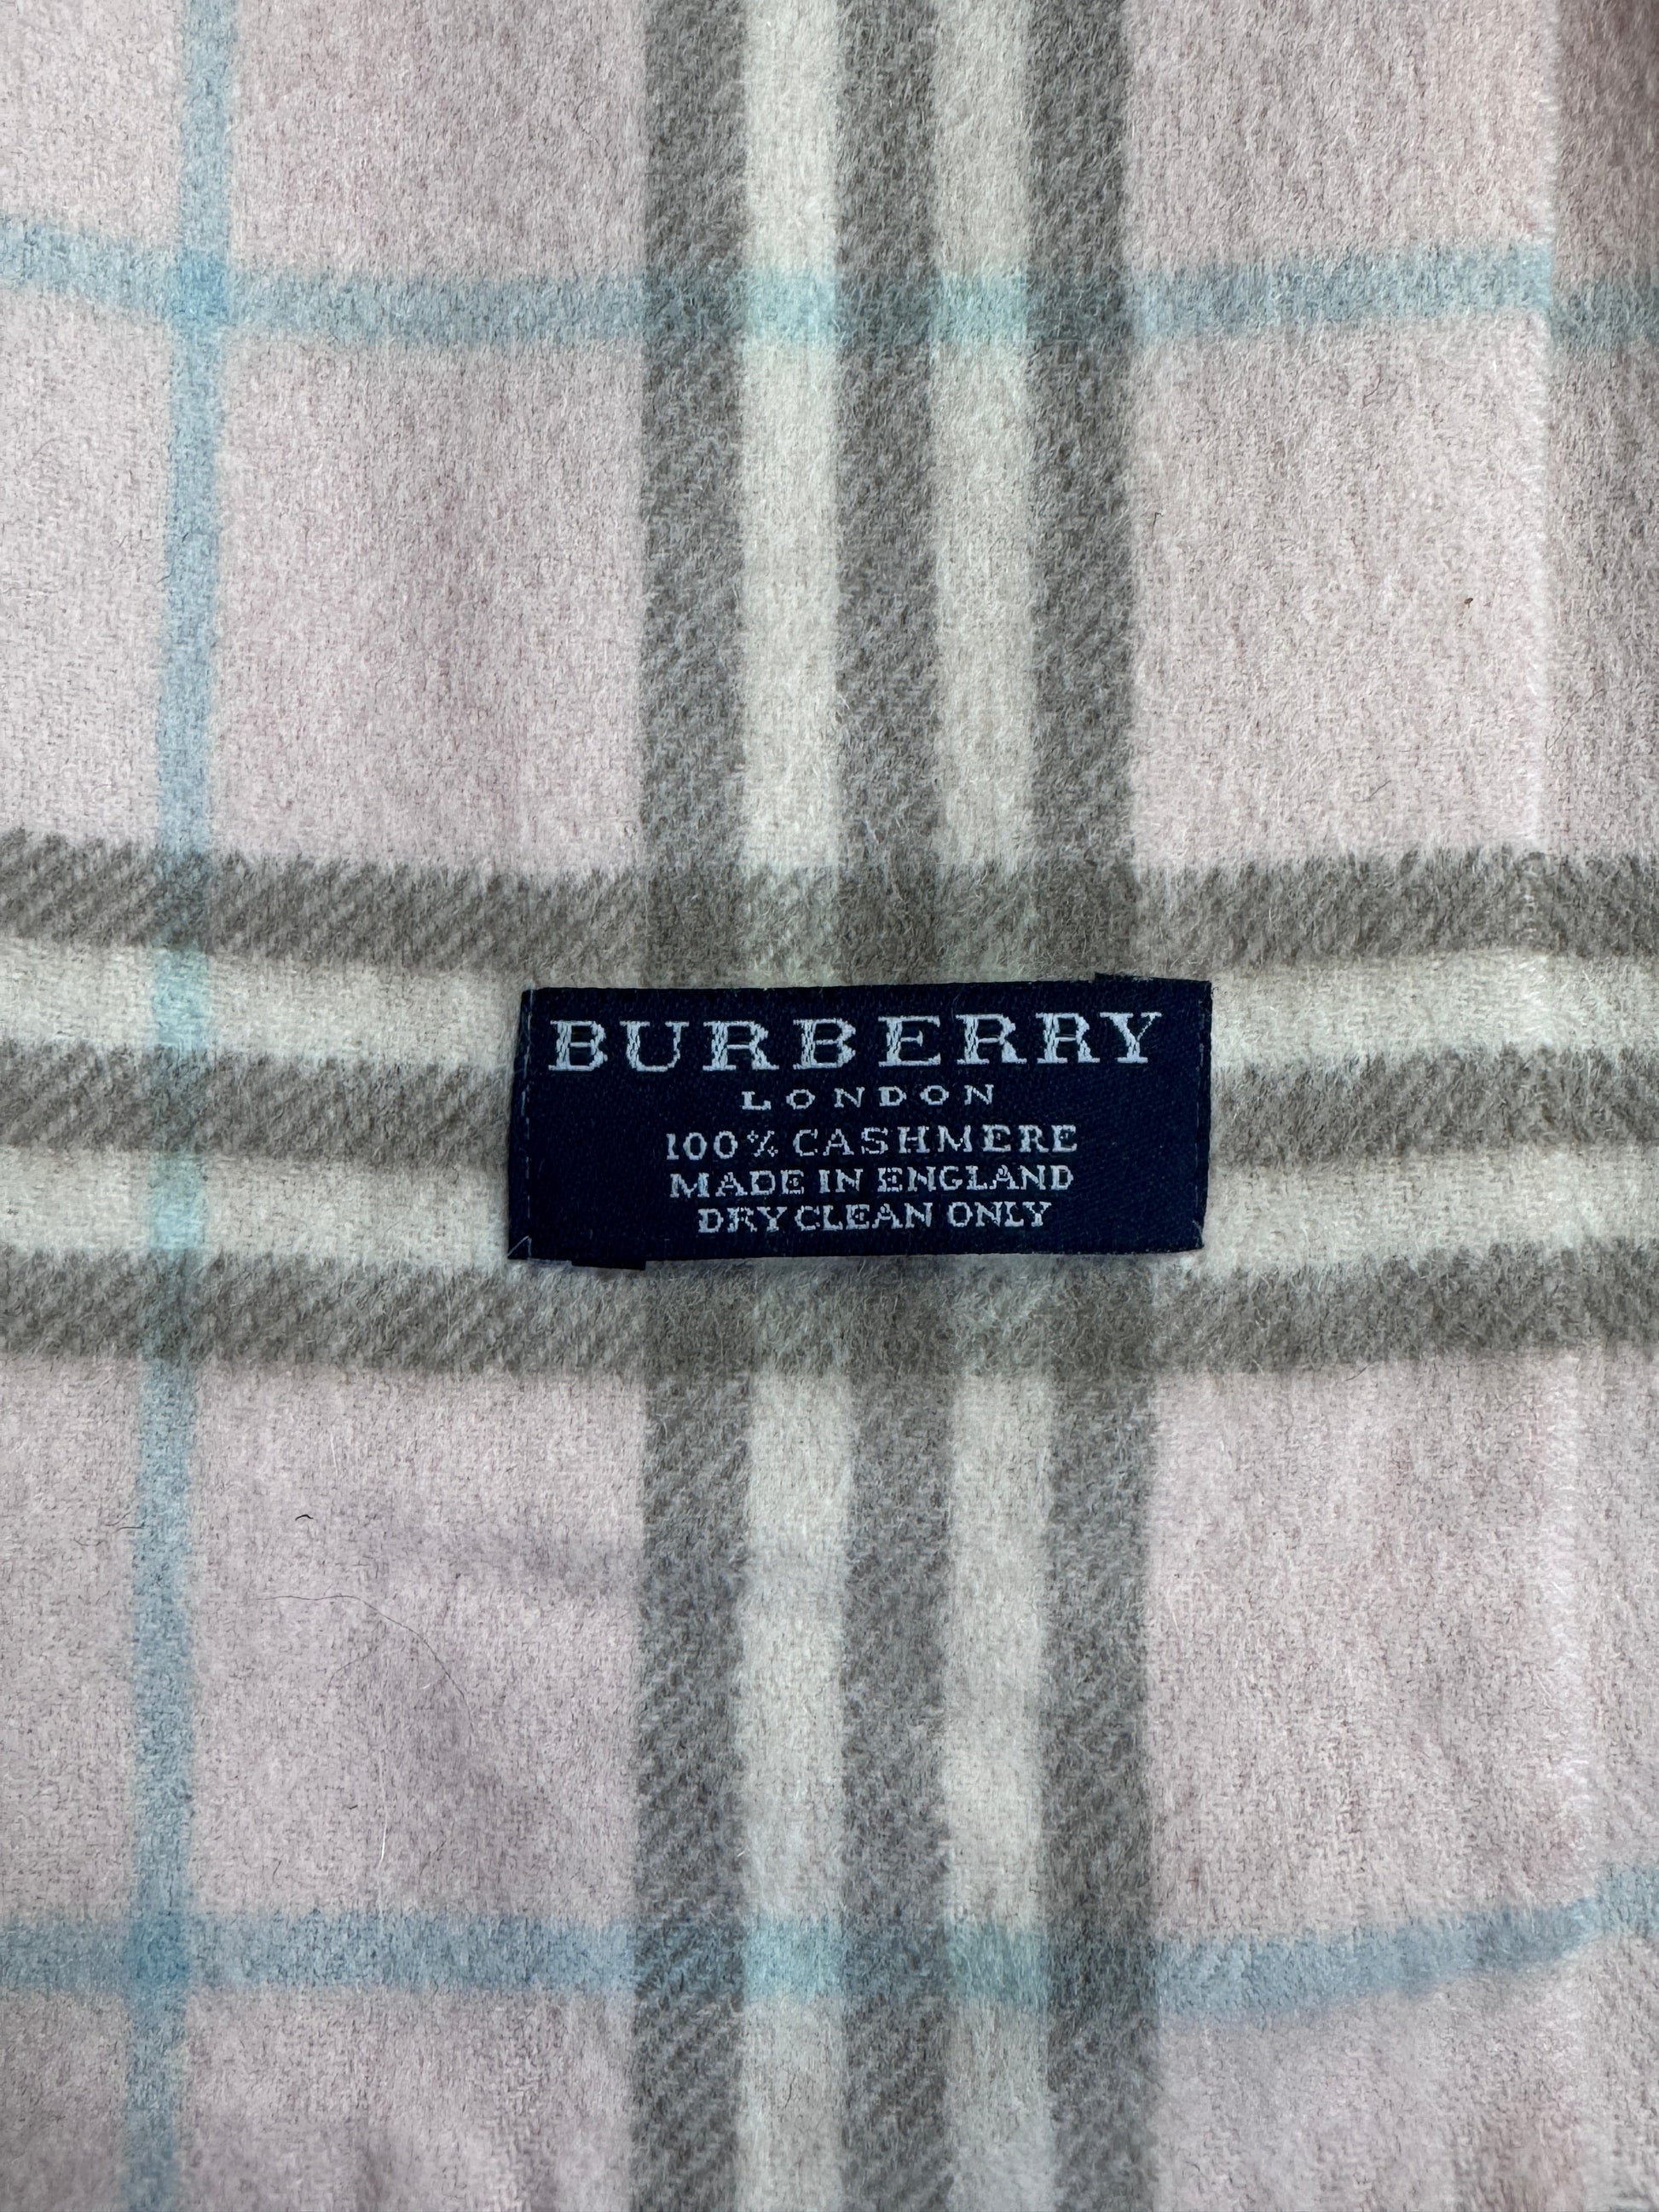 BURBERRY
LONDON
100% CASHMERE
MADE IN ENGLAND
DRY CLEAN ONLY